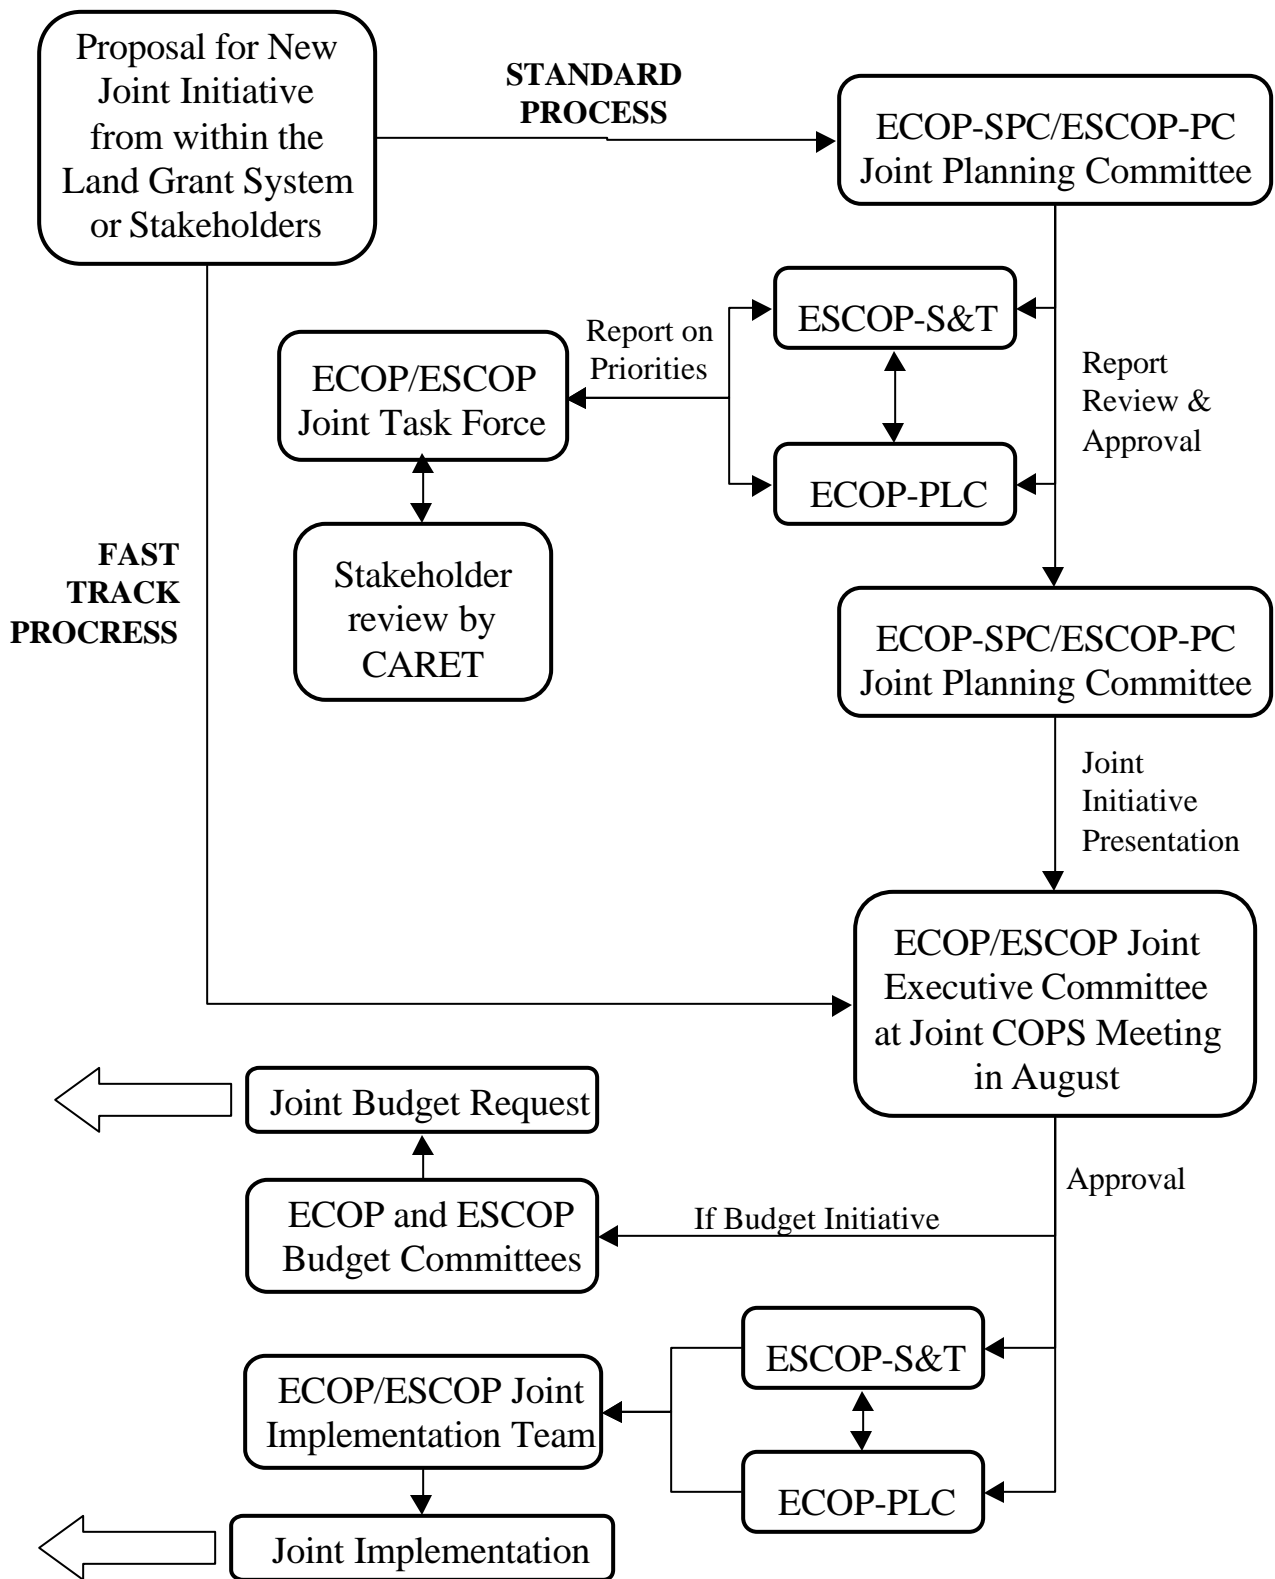 Proposal for New
Joint Initiative
from within the
Land Grant System
or Stakeholders
STANDARD
PROCESS
ECOP-SPC/ESCOP-PC
Joint Planning Committee
ESCOP-S&T
Report on
Priorities
ECOP/ESCOP
Joint Task Force
Report
Review &
Approval
ECOP-PLC
Stakeholder
review by
CARET
FAST
TRACK
PROCRESS
ECOP-SPC/ESCOP-PC
Joint Planning Committee
Joint
Initiative
Presentation
ECOP/ESCOP Joint
Executive Committee
at Joint COPS Meeting
in August
Joint Budget Request
Approval
ECOP and ESCOP
Budget Committees
If Budget Initiative
ESCOP-S&T
ECOP/ESCOP Joint
Implementation Team
ECOP-PLC
Joint Implementation